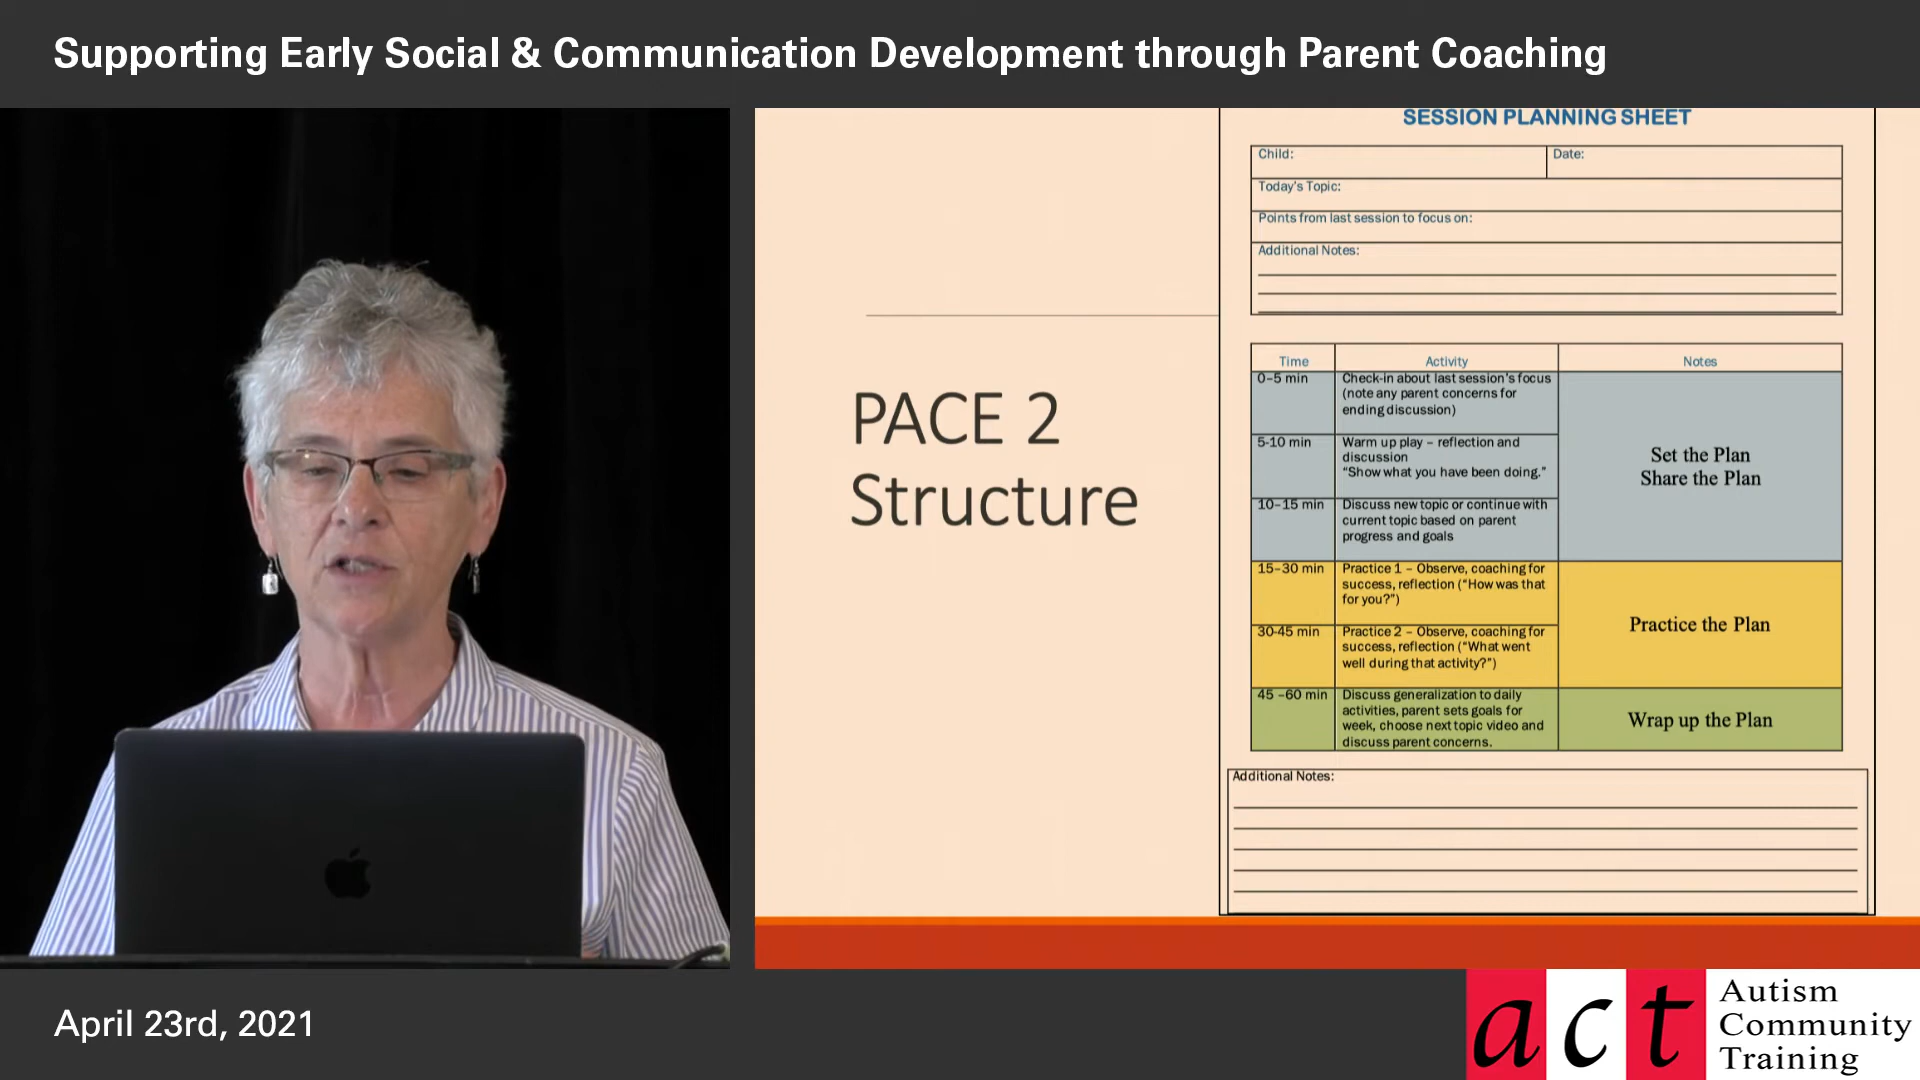 Supporting Early Social & Communication Development through Parent Coaching
PACE 2
Structure
SESSION PLANNING SHEET
Child:
Date:
Today's Topic:
Points from last session to focus on:
Additional Notes:
Time
Activity
Notes
0–5 min
Check-in about last session's focus
(note any parent concerns for
ending discussion)
5-10 min
Warm up play – reflection and
discussion
"Show what you have been doing."
10–15 min
Discuss new topic or continue with
current topic based on parent
progress and goals
Set the Plan
Share the Plan
15–30 min
Practice 1 – Observe, coaching for
success, reflection ("How was that
for you?")
30-45 min
Practice 2 – Observe, coaching for
success, reflection ("What went
well during that activity?")
Practice the Plan
45 –60 min
Discuss generalization to daily
activities, parent sets goals for
week, choose next topic video and
discuss parent concerns.
Wrap up the Plan
Additional Notes:
April 23rd, 2021
act
Autism
Community
Training